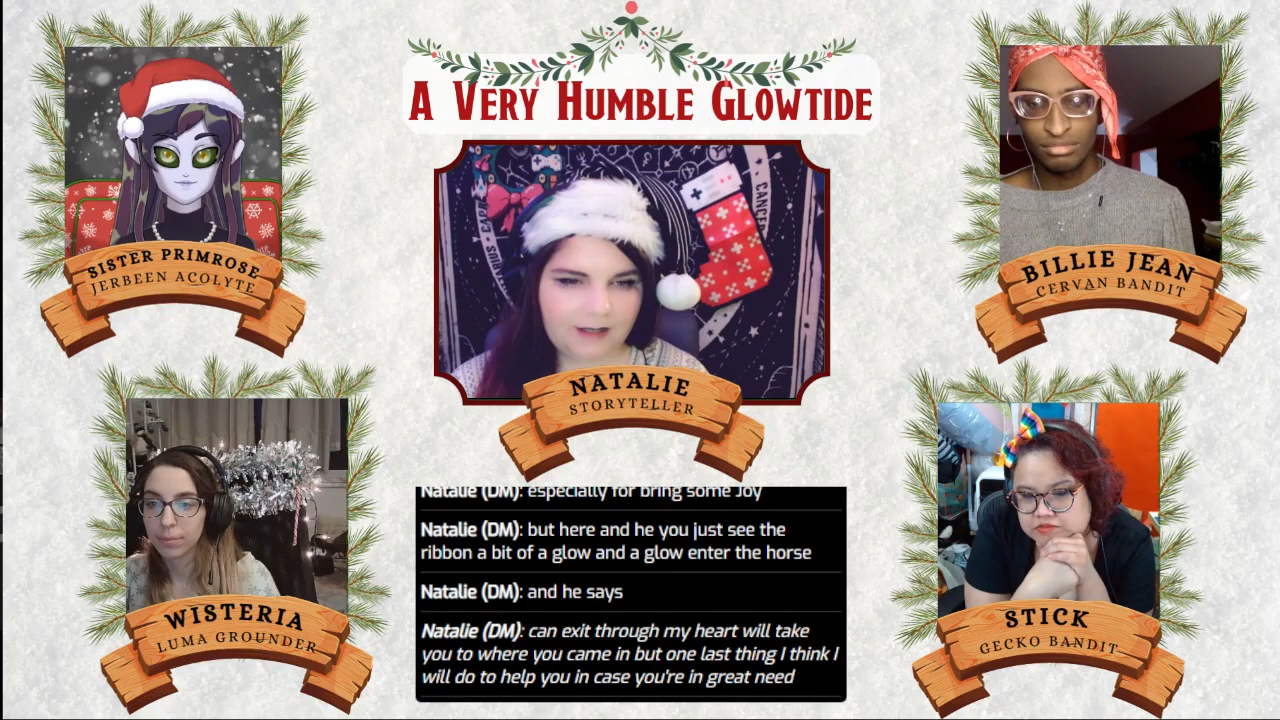 A VERY HUMBLE GLOWTIDE
SISTER PRIMROSE
JERBEEN ACOLYTE
CAPR
CANCE
BILLIE JEAN
CERVAN BANDIT
NATALIE
STORYTELLER
WISTERIA
LUMA GROUNDER
STICK
GECKO BANDIT
Natalie (DM): especially for bring some Joy
Natalie (DM): but here and he you just see the
ribbon a bit of a glow and a glow enter the horse
Natalie (DM): and he says
Natalie (DM): can exit through my heart will take
you to where you came in but one last thing I think I
will do to help you in case you're in great need